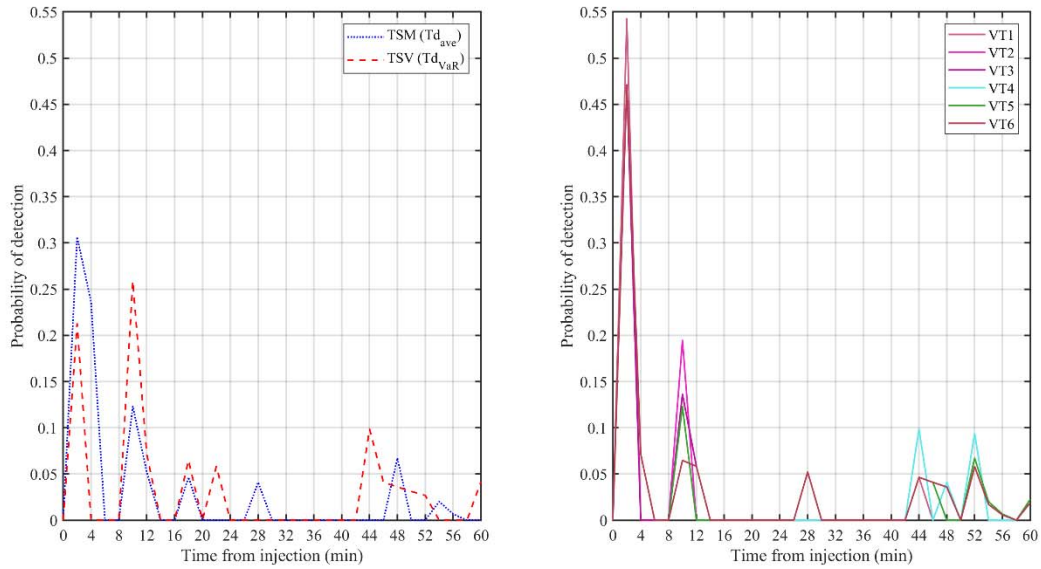 0.55
0.5
0.45
0.4
0.35
0.3
0.25
0.2
0.15
0.1
0.05
0
Probability of detection
0 4 8 12 16 20 24 28 32 36 40 44 48 52 56 60
Time from injection (min)
TSM (Td_ave)
TSV (Td_VaR)
0.55
0.5
0.45
0.4
0.35
0.3
0.25
0.2
0.15
0.1
0.05
0
Probability of detection
0 4 8 12 16 20 24 28 32 36 40 44 48 52 56 60
Time from injection (min)
VT1
VT2
VT3
VT4
VT5
VT6